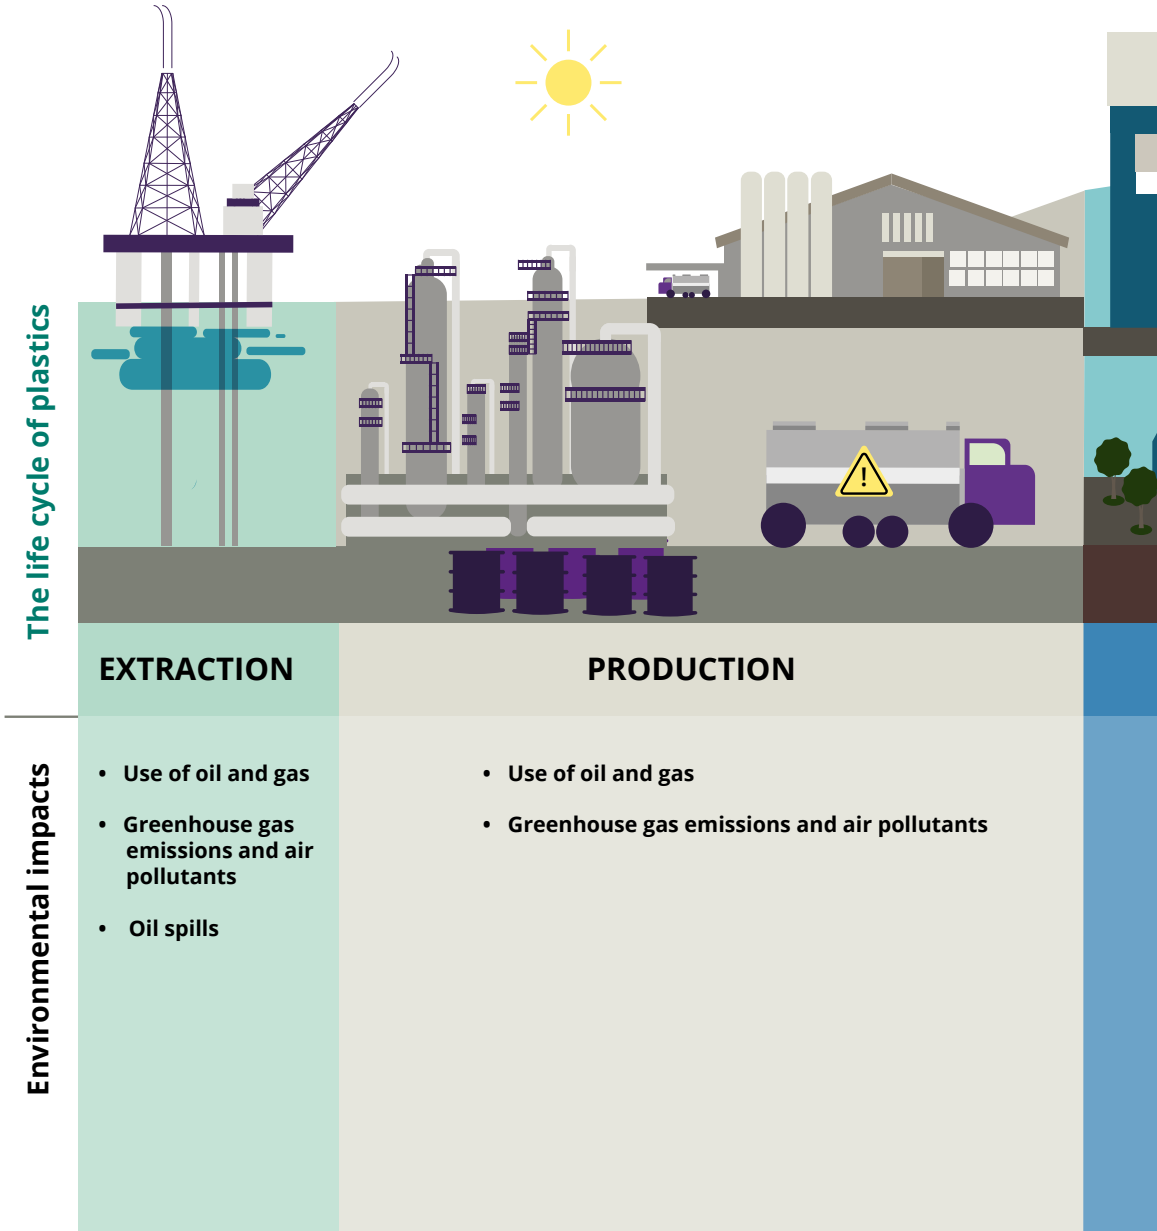 The life cycle of plastics
EXTRACTION
PRODUCTION
Environmental impacts
• Use of oil and gas
• Greenhouse gas
emissions and air
pollutants
• Oil spills
• Use of oil and gas
• Greenhouse gas emissions and air pollutants
!